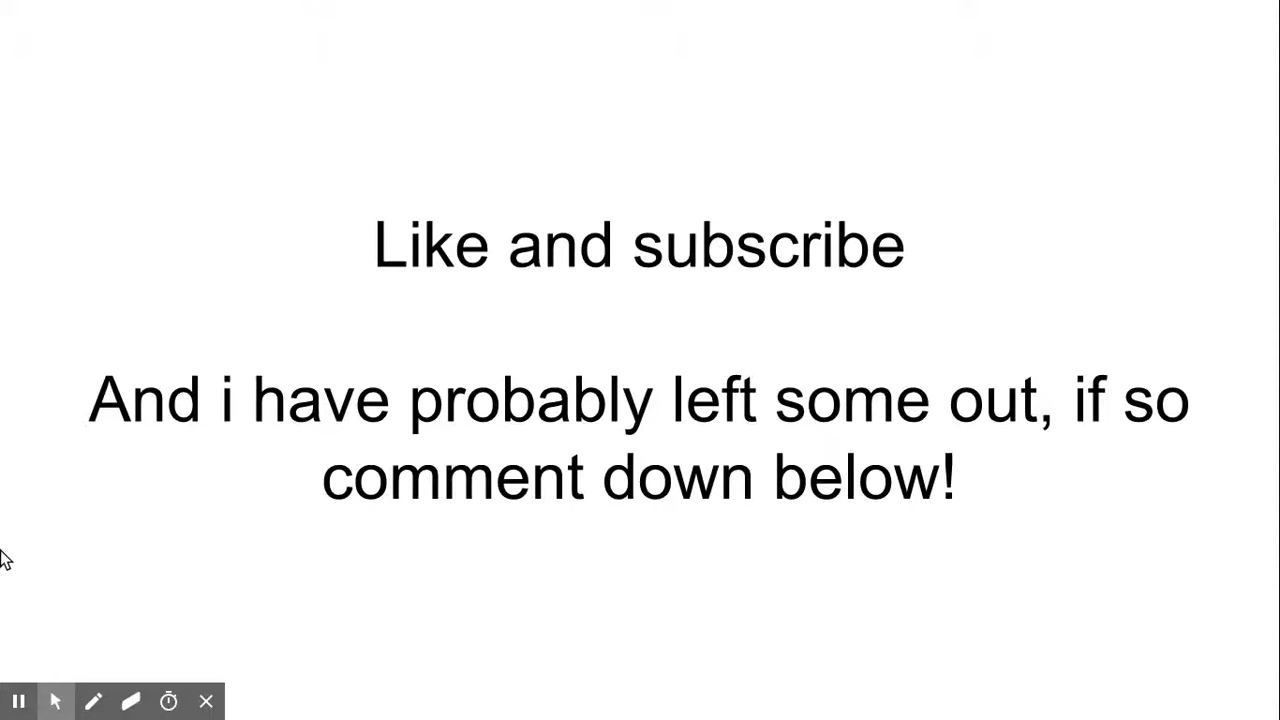 Like and subscribe
And i have probably left some out, if so
comment down below!